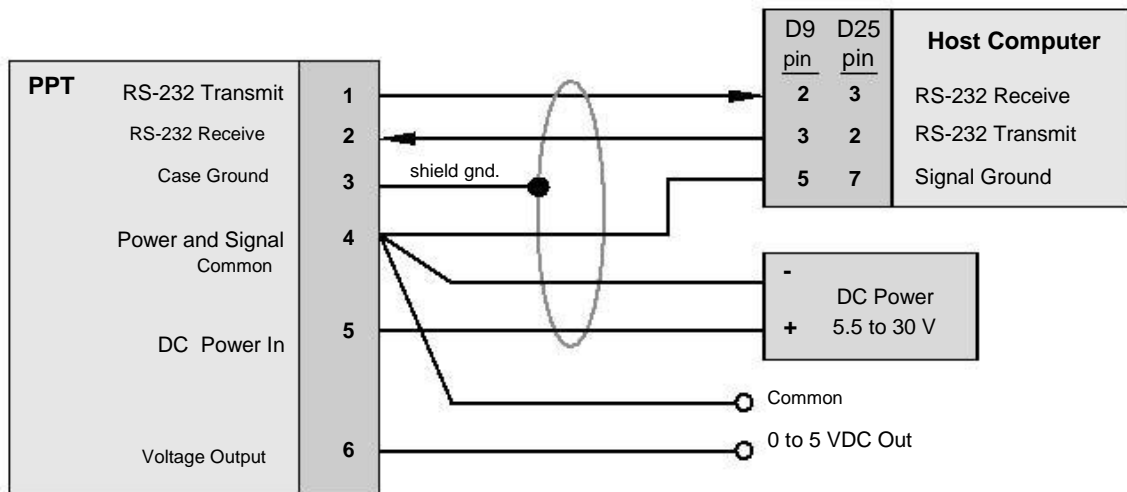 PPT
RS-232 Transmit 1
RS-232 Receive 2
Case Ground 3
shield gnd.
Power and Signal 4
Common
DC Power In 5
Voltage Output 6
D9 D25
pin pin
Host Computer
2 3 RS-232 Receive
3 2 RS-232 Transmit
5 7 Signal Ground
-
DC Power
+ 5.5 to 30 V
Common
0 to 5 VDC Out